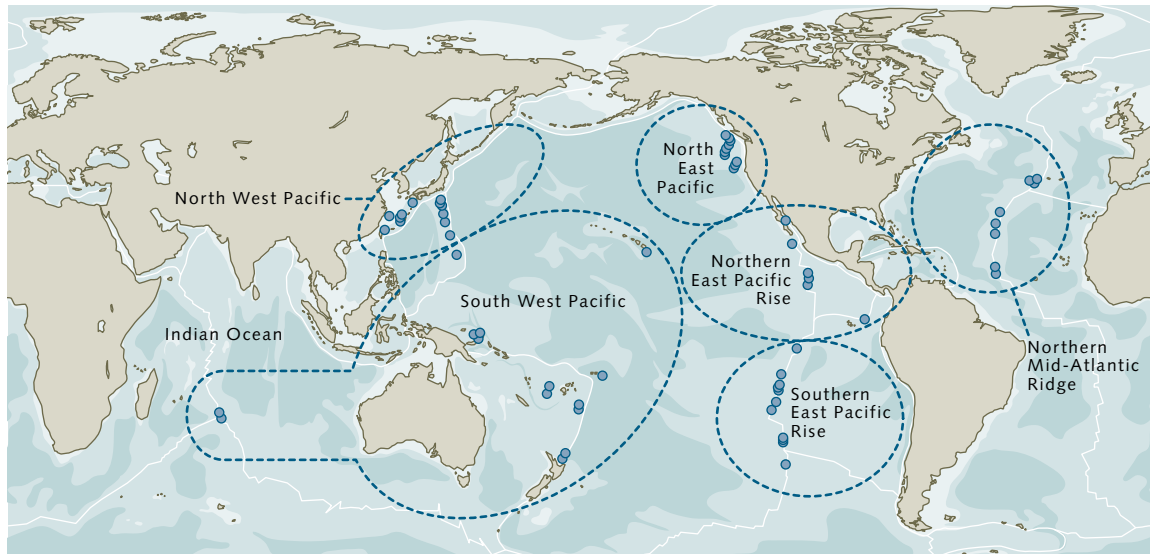 North West Pacific
North
East
Pacific
Indian Ocean
South West Pacific
Northern
East Pacific
Rise
Southern
East Pacific
Rise
Northern
Mid-Atlantic
Ridge